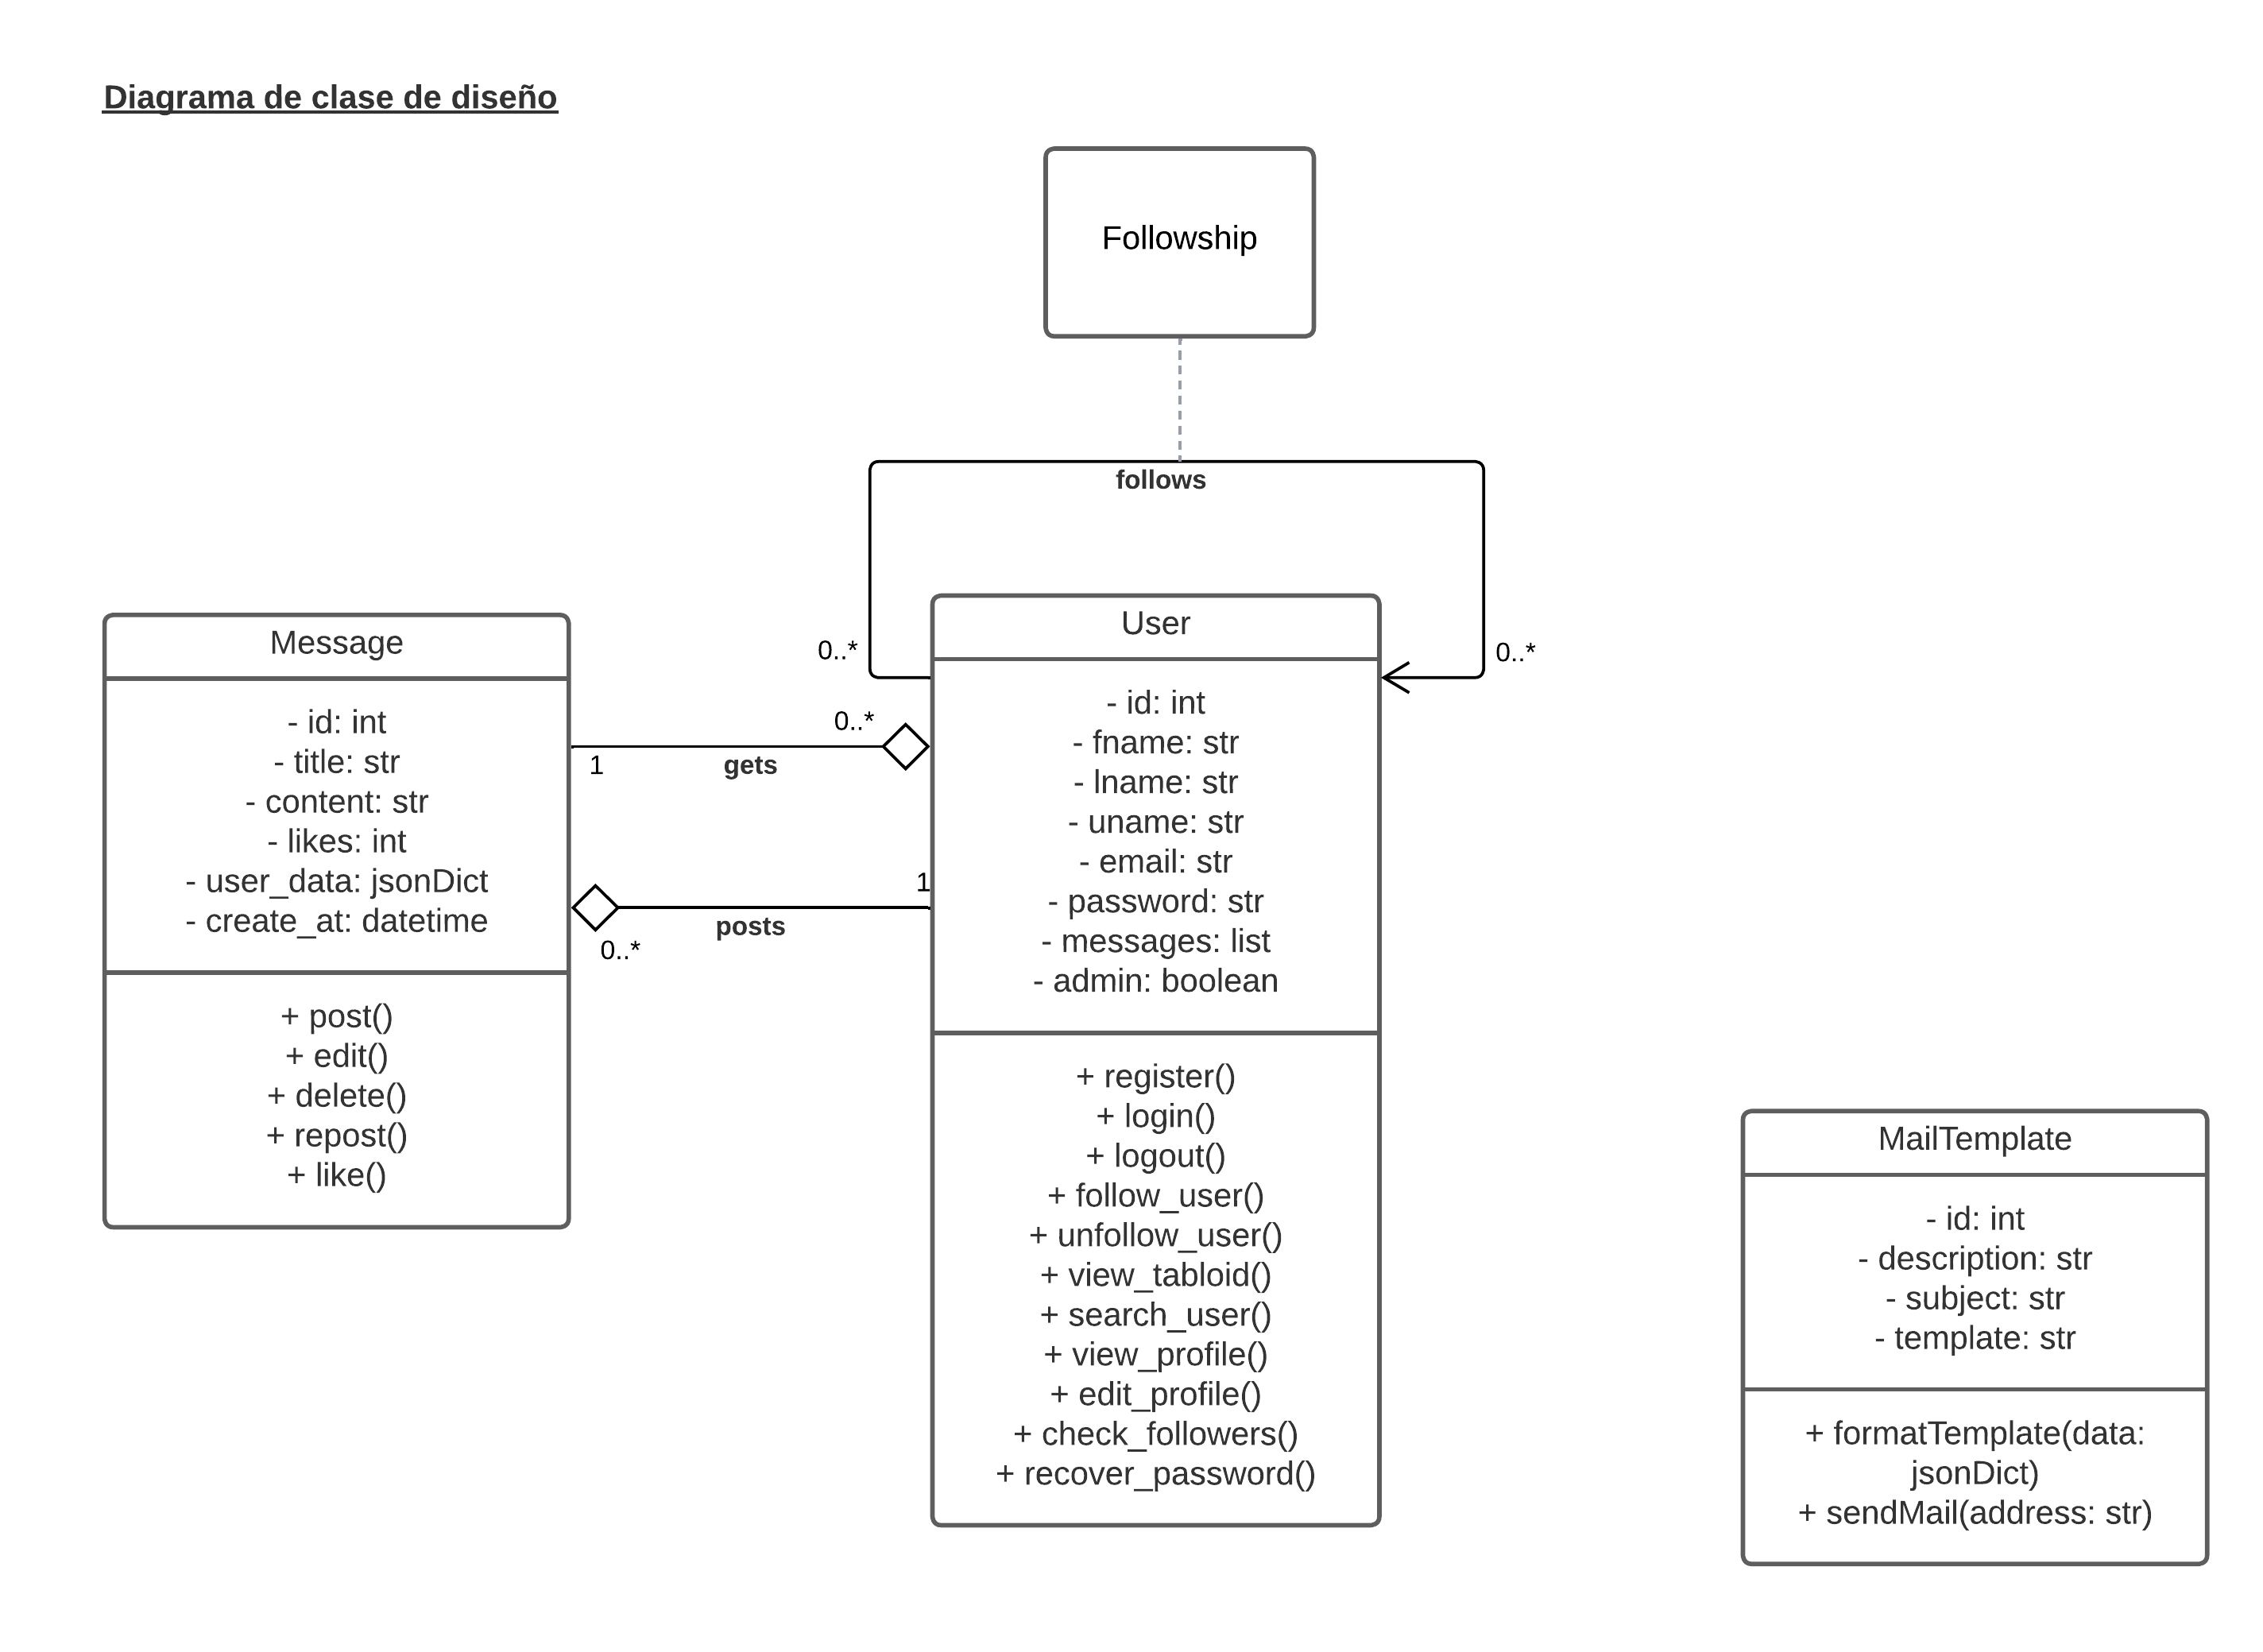 Diagrama de clase de diseño
Followship
follows
0..*
0..*
Message
- id: int
- title: str
- content: str
- likes: int
- user_data: jsonDict
- create_at: datetime
+ post()
+ edit()
+ delete()
+ repost()
+ like()
0..*
1
gets
1
posts
0..*
User
- id: int
- fname: str
- lname: str
- uname: str
- email: str
- password: str
- messages: list
- admin: boolean
+ register()
+ login()
+ logout()
+ follow_user()
+ unfollow_user()
+ view_tabloid()
+ search_user()
+ view_profile()
+ edit_profile()
+ check_followers()
+ recover_password()
MailTemplate
- id: int
- description: str
- subject: str
- template: str
+ formatTemplate(data:
jsonDict)
+ sendMail(address: str)